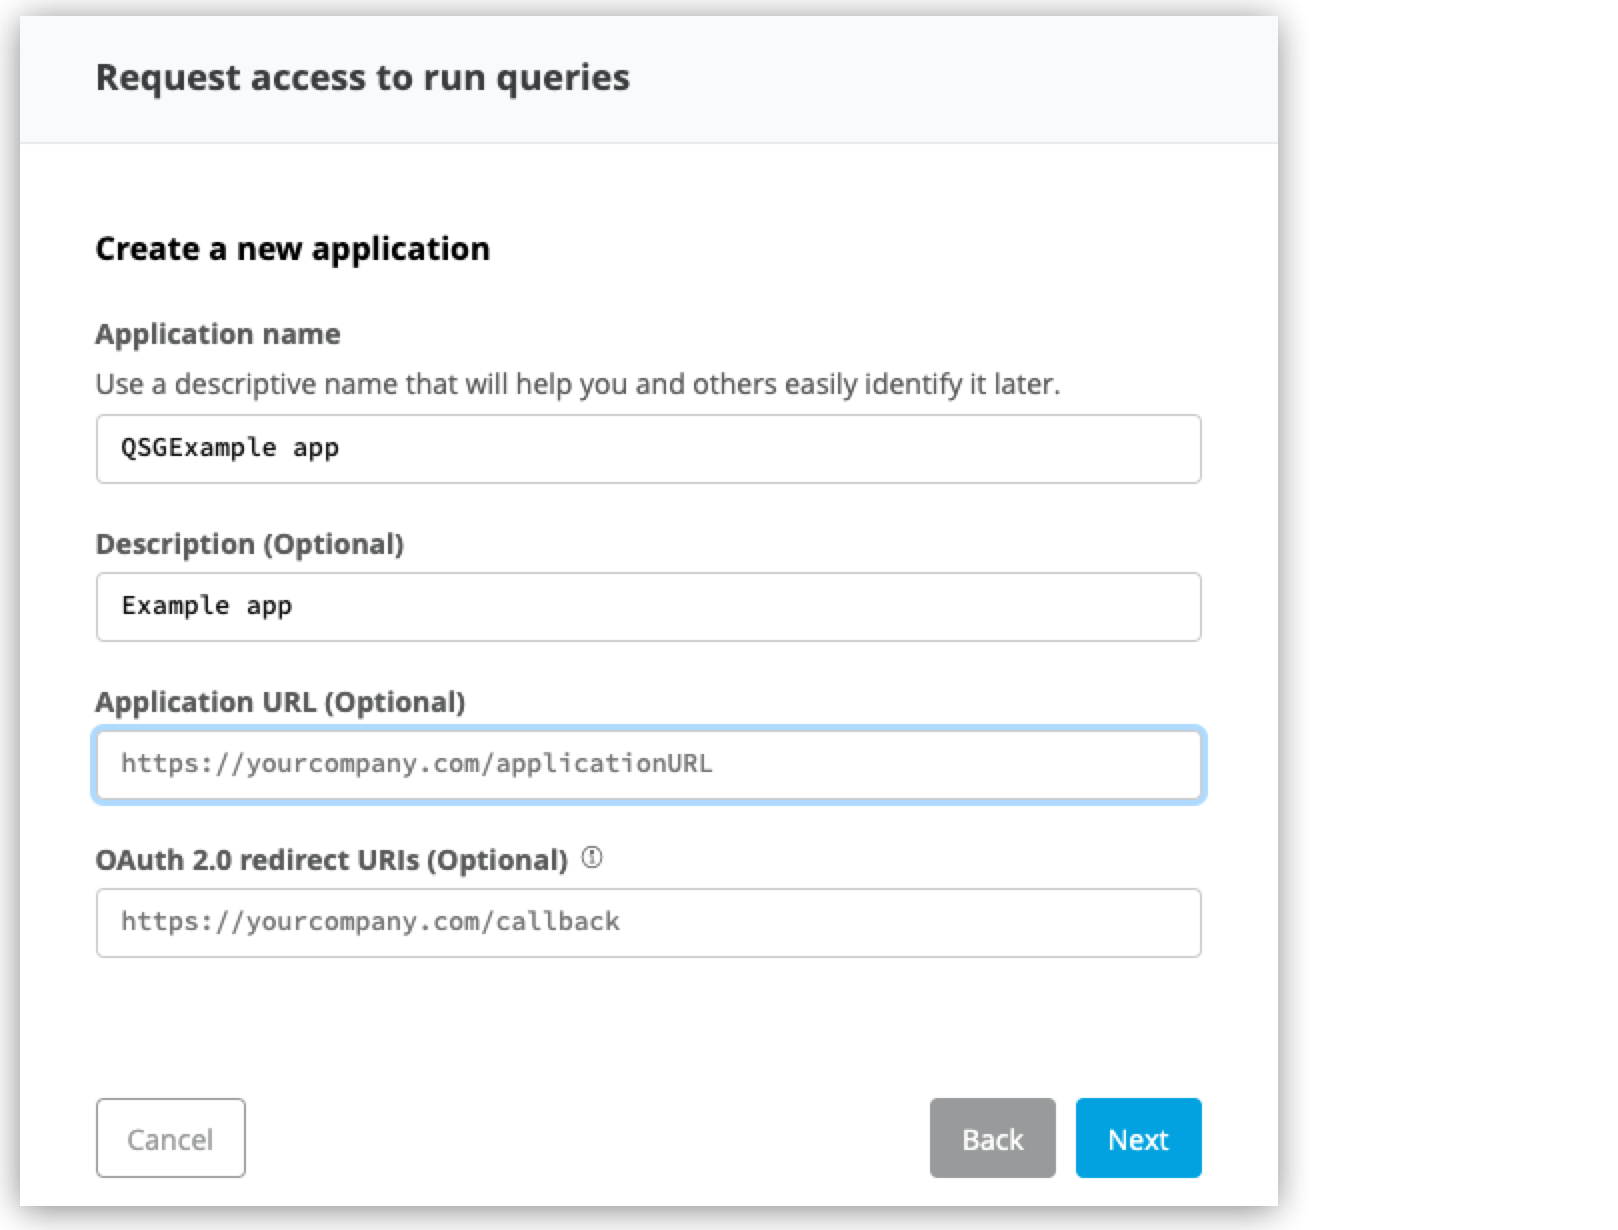 Request access to run queries
Create a new application
Application name
Use a descriptive name that will help you and others easily identify it later.
QSGExample app
Description (Optional)
Example app
Application URL (Optional)
https://yourcompany.com/applicationURL
OAuth 2.0 redirect URIs (Optional)
https://yourcompany.com/callback
Cancel Back Next